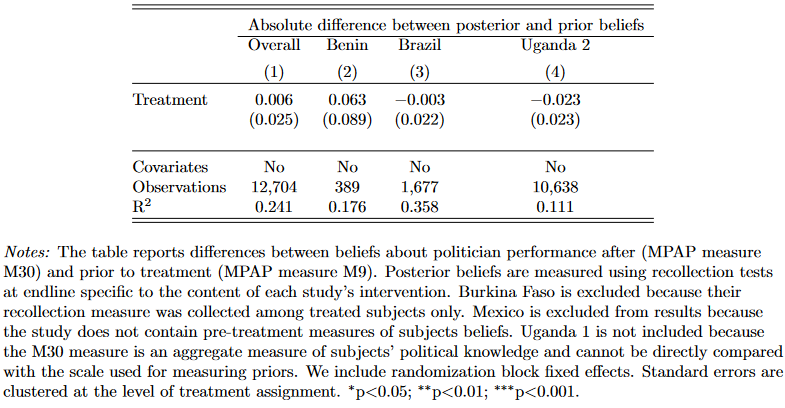 Absolute difference between posterior and prior beliefs
Overall Benin Brazil Uganda 2
(1) (2) (3) (4)
Treatment 0.006 0.063 −0.003 −0.023
(0.025) (0.089) (0.022) (0.023)
Covariates No No No No
Observations 12,704 389 1,677 10,638
R² 0.241 0.176 0.358 0.111
Notes: The table reports differences between beliefs about politician performance after (MPAP measure
M30) and prior to treatment (MPAP measure M9). Posterior beliefs are measured using recollection tests
at endline specific to the content of each study's intervention. Burkina Faso is excluded because their
recollection measure was collected among treated subjects only. Mexico is excluded from results because
the study does not contain pre-treatment measures of subjects beliefs. Uganda 1 is not included because
the M30 measure is an aggregate measure of subjects' political knowledge and cannot be directly compared
with the scale used for measuring priors. We include randomization block fixed effects. Standard errors are
clustered at the level of treatment assignment. *p<0.05; **p<0.01; ***p<0.001.